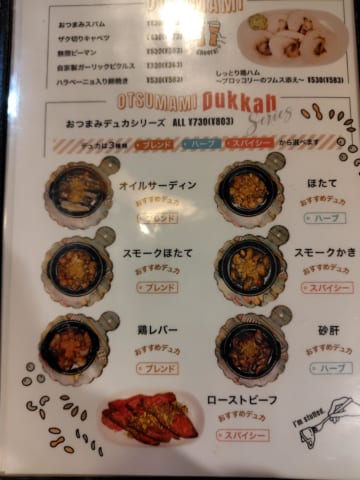 OTSUMAMI
おつまみスパム
ザク切りキャベツ
無限ピーマン
自家製ガーリックピクルス
ハラペーニョ入り餅巻き ¥530(¥583)
cheers!
しっとり鶏ハム
〜ブロッコリーのフムス添え〜 ¥530(¥583)
OTSUMAMI Dukkah Series
おつまみデュカシリーズ ALL ¥730(¥803)
デュカは3種類 ブレンド ハーブ スパイシー から選べます
オイルサーディン
おすすめデュカ
ブレンド
ほたて
おすすめデュカ
ハーブ
スモークほたて
おすすめデュカ
ブレンド
スモークかき
おすすめデュカ
スパイシー
鶏レバー
おすすめデュカ
ブレンド
砂肝
おすすめデュカ
ハーブ
ローストビーフ
おすすめデュカ
スパイシー
I'm stuffed.